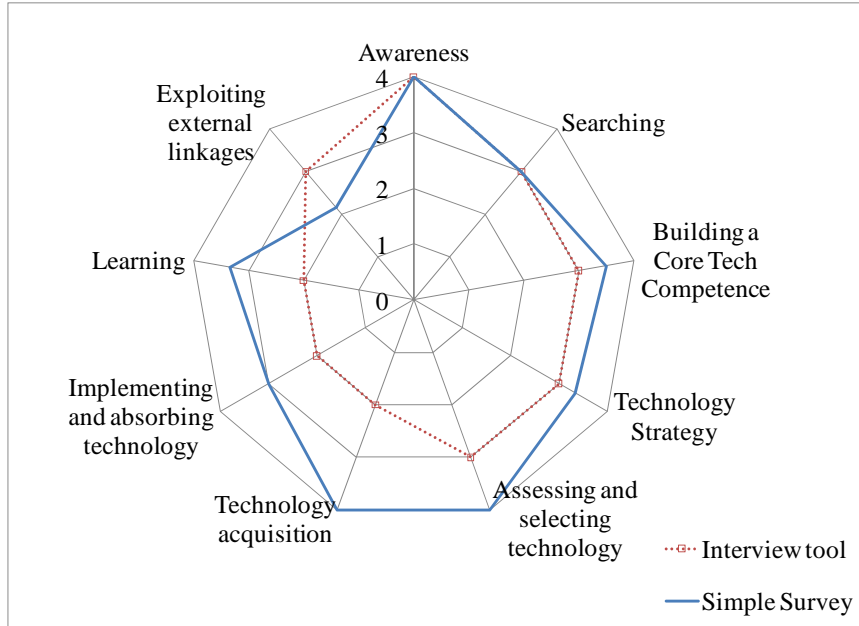 Awareness
Exploiting
external
linkages
Searching
4
3
2
1
0
Learning
Building a
Core Tech
Competence
Implementing
and absorbing
technology
Technology
Strategy
Technology
acquisition
Assessing and
selecting
technology
Interview tool
Simple Survey